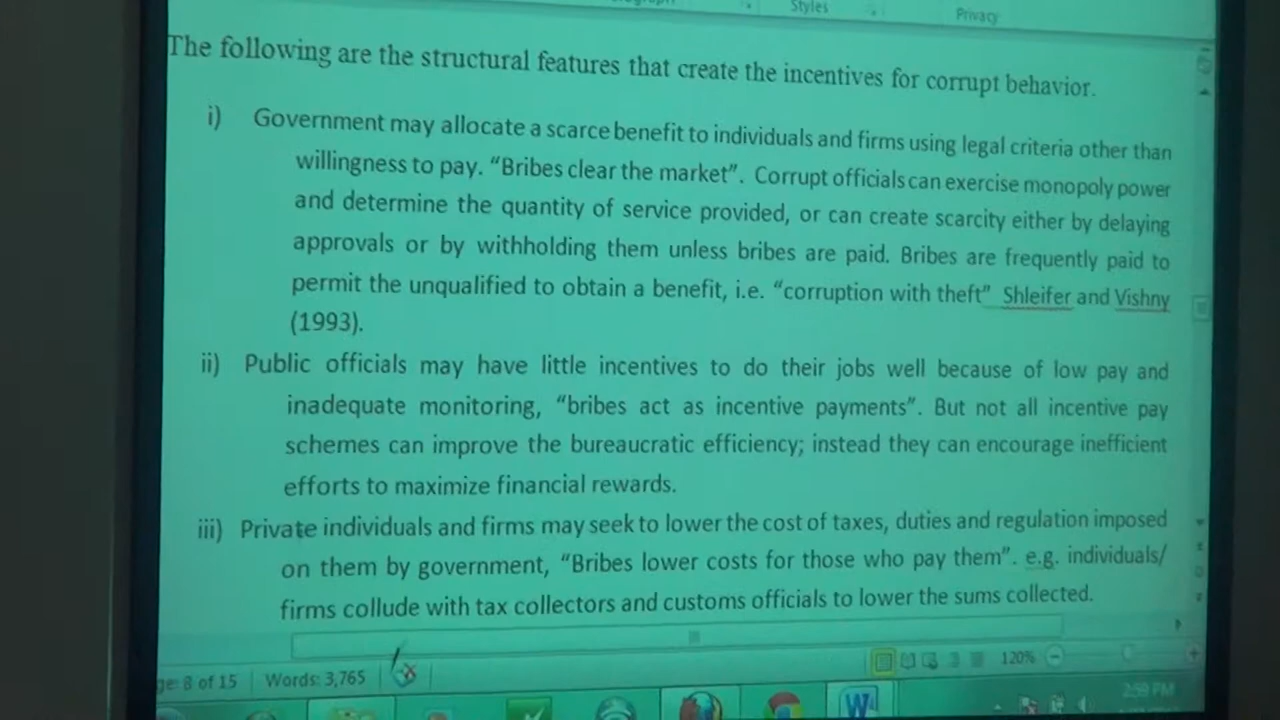 Styles
Privacy
The following are the structural features that create the incentives for corrupt behavior.
i) Government may allocate a scarce benefit to individuals and firms using legal criteria other than
willingness to pay. “Bribes clear the market”. Corrupt officials can exercise monopoly power
and determine the quantity of service provided, or can create scarcity either by delaying
approvals or by withholding them unless bribes are paid. Bribes are frequently paid to
permit the unqualified to obtain a benefit, i.e. “corruption with theft” Shleifer and Vishny
(1993).
ii) Public officials may have little incentives to do their jobs well because of low pay and
inadequate monitoring, “bribes act as incentive payments”. But not all incentive pay
schemes can improve the bureaucratic efficiency; instead they can encourage inefficient
efforts to maximize financial rewards.
iii) Private individuals and firms may seek to lower the cost of taxes, duties and regulation imposed
on them by government, “Bribes lower costs for those who pay them”. e.g. individuals/
firms collude with tax collectors and customs officials to lower the sums collected.
ge: 8 of 15 Words: 3,765 120%
2:59 PM